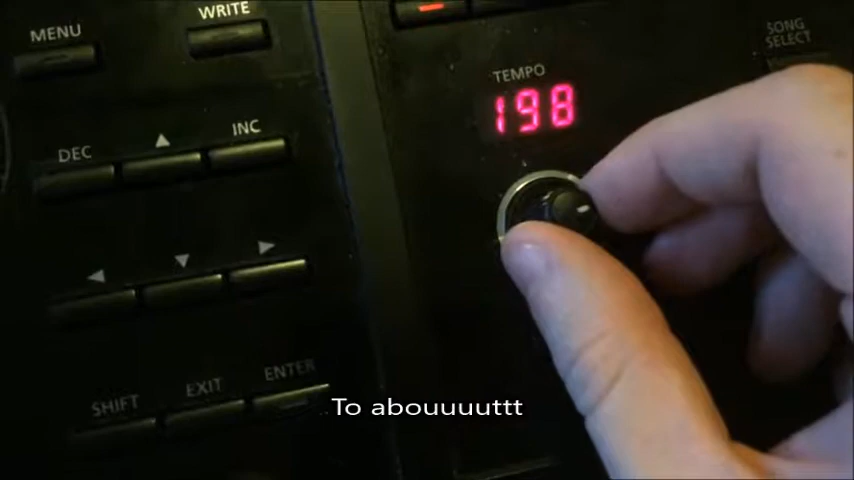 MENU
WRITE
TEMPO
198
SONG
SELECT
DEC
INC
SHIFT
EXIT
ENTER
To abouuuuttt